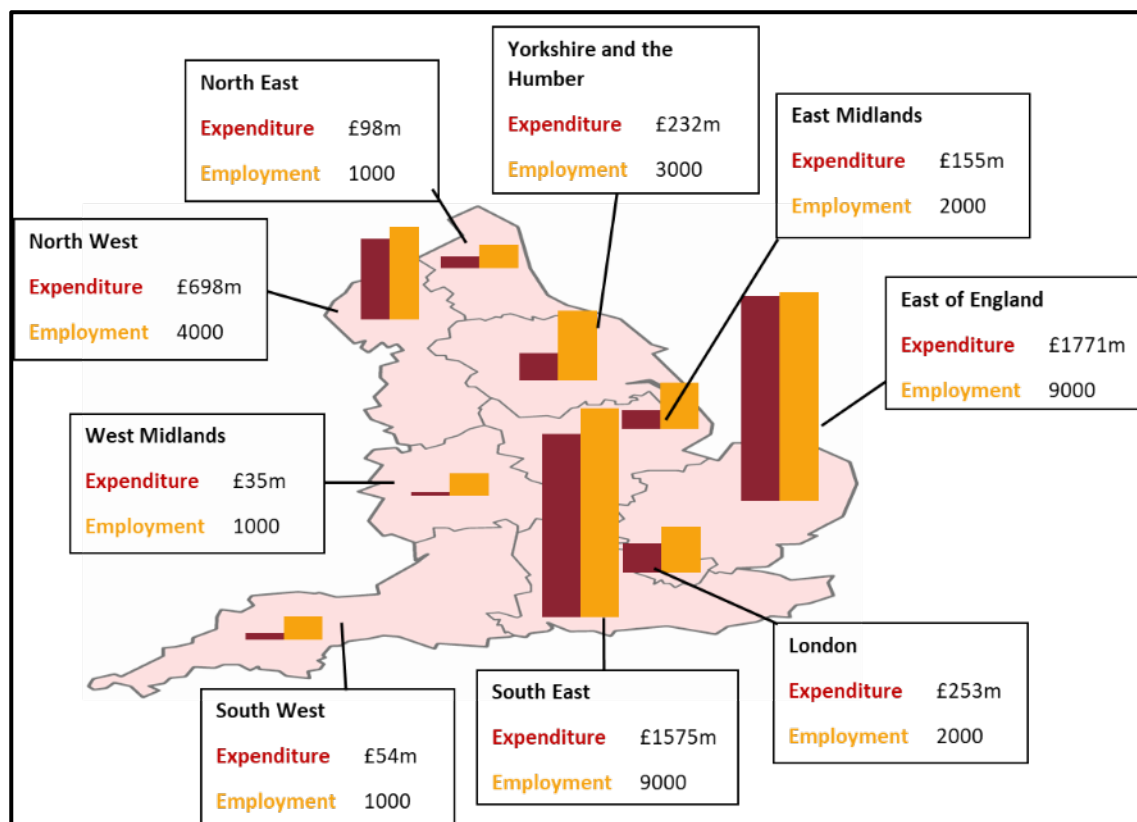 North East
Expenditure £98m
Employment 1000
Yorkshire and the
Humber
Expenditure £232m
Employment 3000
East Midlands
Expenditure £155m
Employment 2000
North West
Expenditure £698m
Employment 4000
East of England
Expenditure £1771m
Employment 9000
West Midlands
Expenditure £35m
Employment 1000
London
Expenditure £253m
Employment 2000
South East
Expenditure £1575m
Employment 9000
South West
Expenditure £54m
Employment 1000